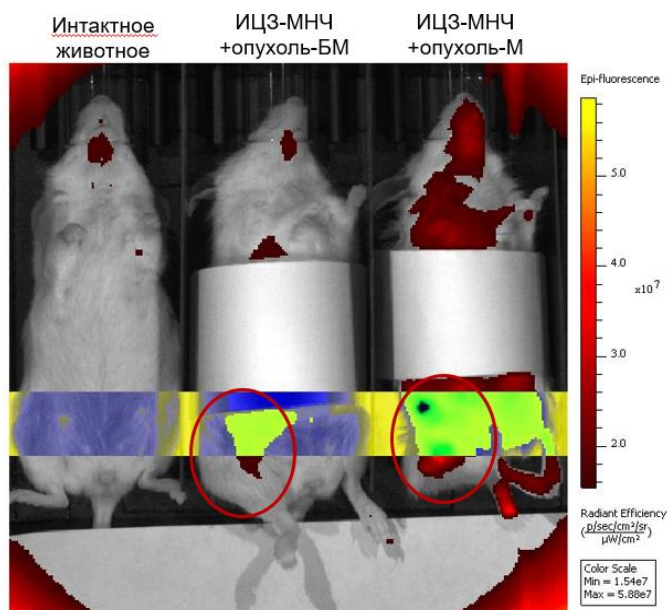 Интактное
животное
ИЦЗ-МНЧ
+опухоль-БМ
ИЦЗ-МНЧ
+опухоль-М
Epi-fluorescence
5.0
4.0
x10⁷
3.0
2.0
Radiant Efficiency
(p/sec/cm²/sr / µW/cm²)
Color Scale
Min = 1.54e7
Max = 5.88e7